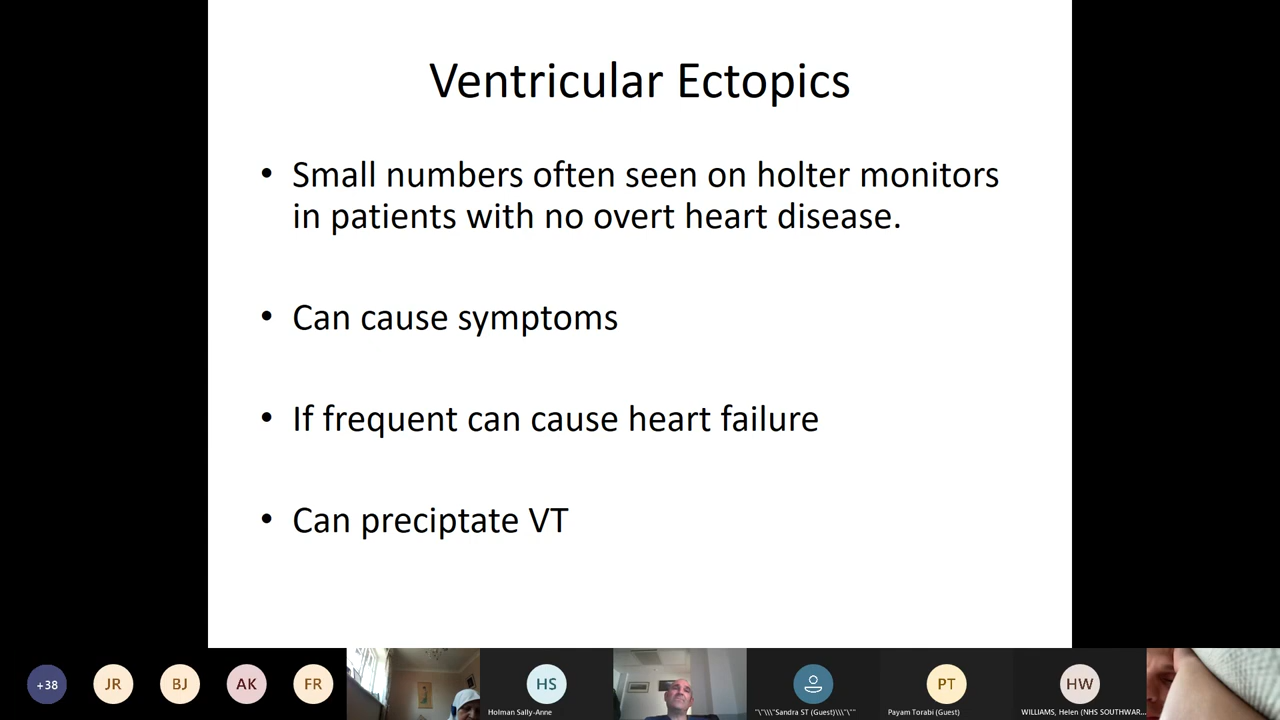 Ventricular Ectopics
• Small numbers often seen on holter monitors
in patients with no overt heart disease.
• Can cause symptoms
• If frequent can cause heart failure
• Can preciptate VT
+38
JR
BJ
AK
FR
HS
Holman Sally-Anne
"\"\\\"Sandra ST (Guest)\\\"\""
PT
Payam Torabi (Guest)
HW
WILLIAMS, Helen (NHS SOUTHWAR...